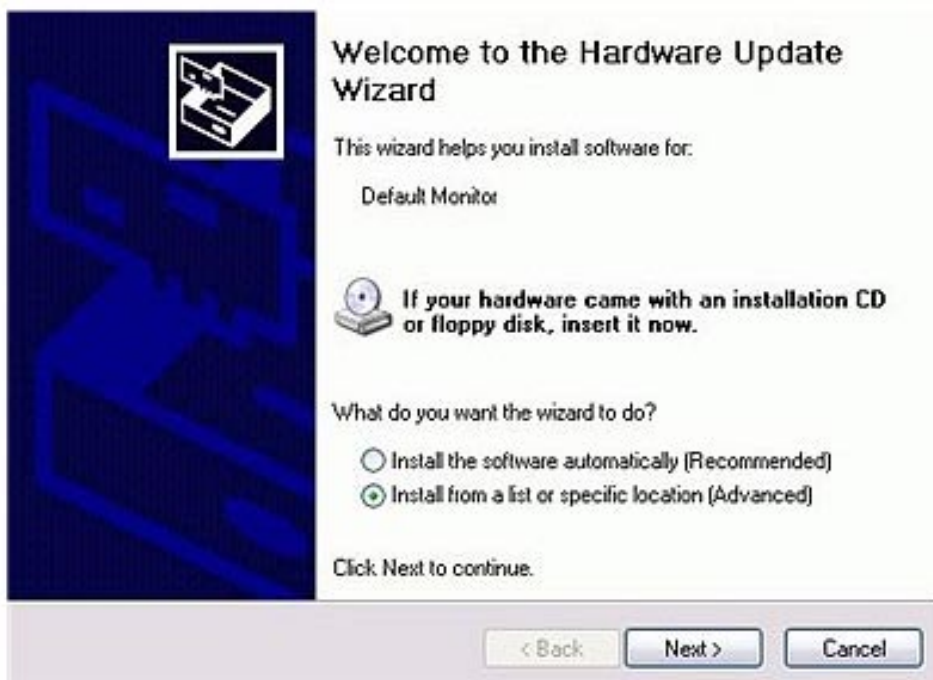 Welcome to the Hardware Update
Wizard
This wizard helps you install software for:
Default Monitor
If your hardware came with an installation CD
or floppy disk, insert it now.
What do you want the wizard to do?
Install the software automatically (Recommended)
Install from a list or specific location (Advanced)
Click Next to continue.
< Back
Next >
Cancel